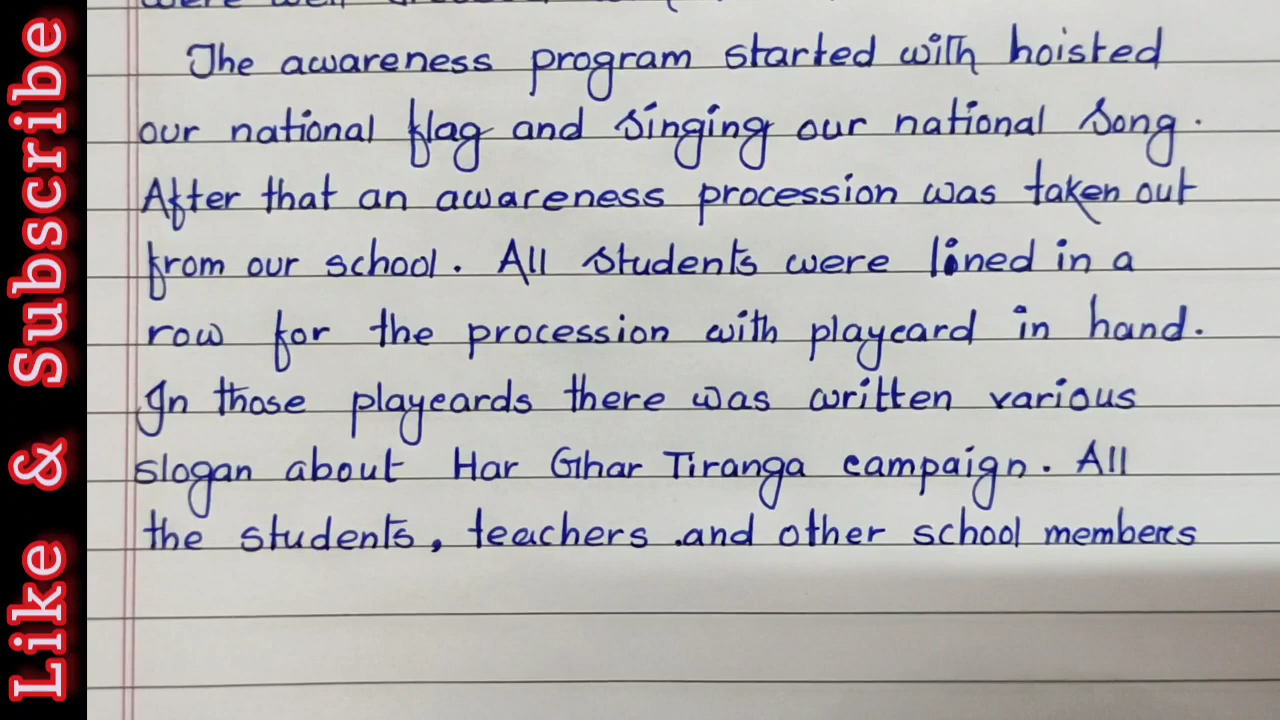 The awareness program started with hoisted
our national flag and singing our national song.
After that an awareness procession was taken out
from our school. All students were lined in a
row for the procession with playcard in hand.
In those playcards there was written various
slogan about Har Ghar Tiranga campaign. All
the students, teachers and other school members
Like & Subscribe